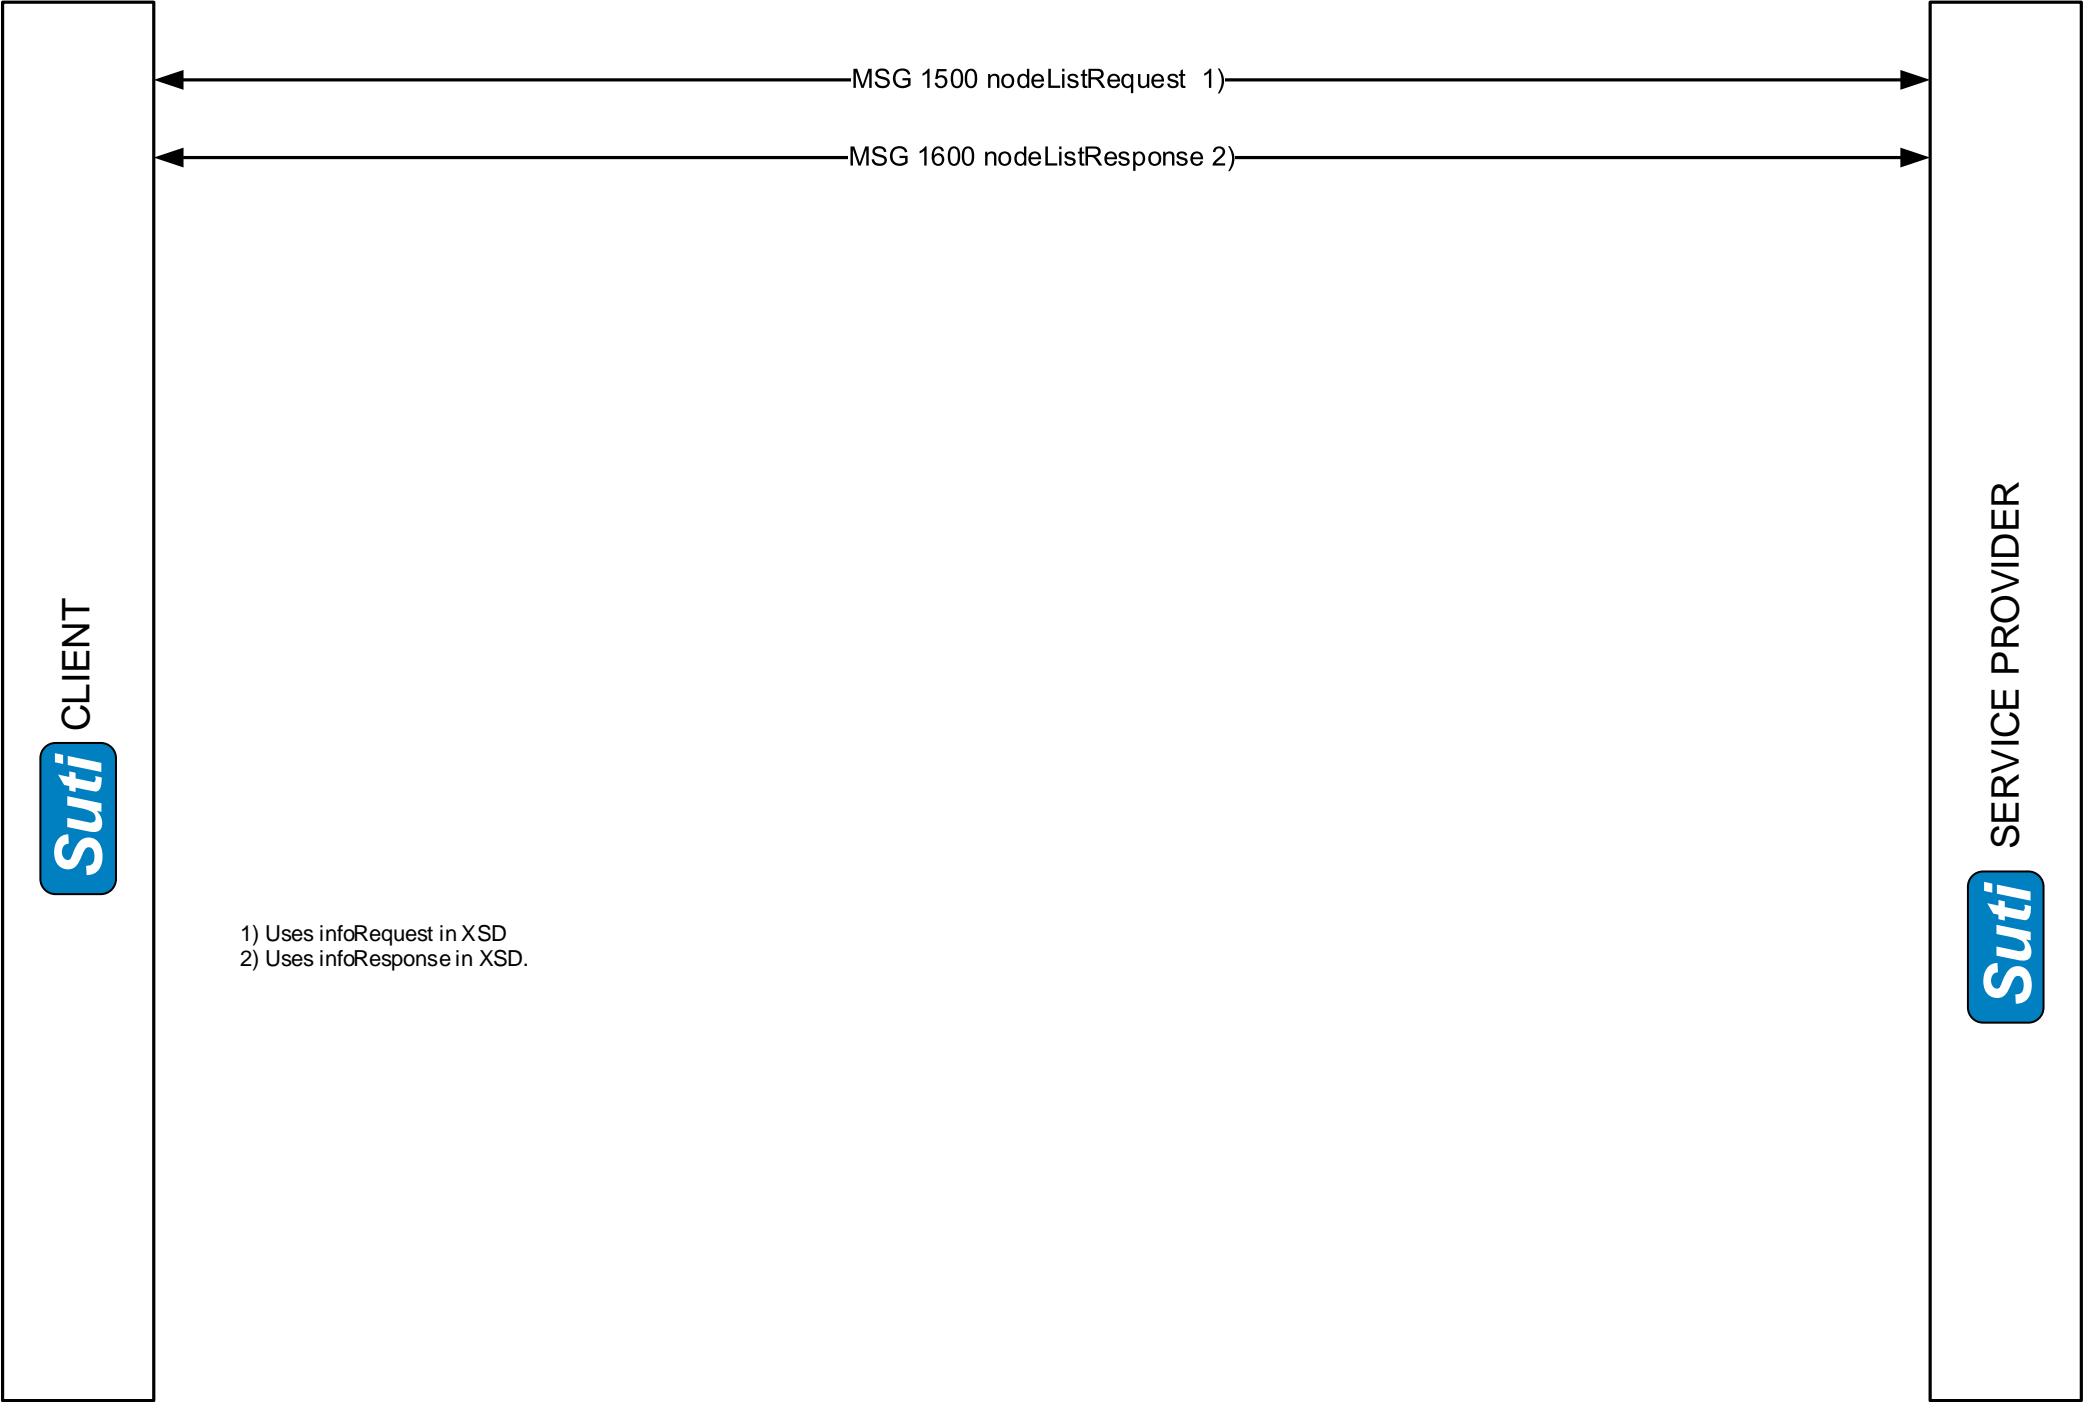 MSG 1500 nodeListRequest 1)
MSG 1600 nodeListResponse 2)
Suti CLIENT
Suti SERVICE PROVIDER
1) Uses infoRequest in XSD
2) Uses infoResponse in XSD.